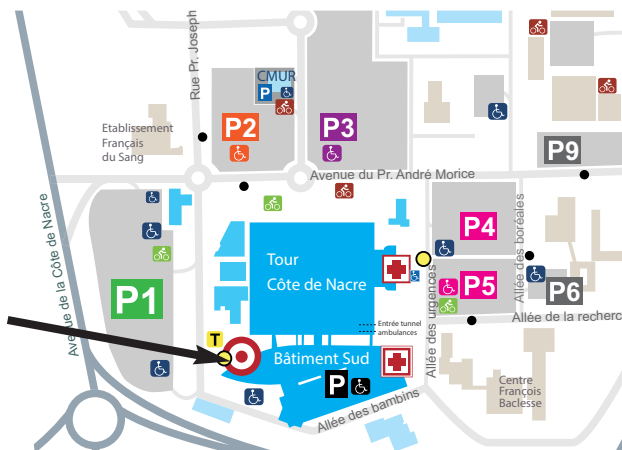 Rue Pr. Joseph
CMUR
P
P2
P3
Etablissement
Français
du Sang
P9
Avenue du Pr. André Morice
Avenue de la Côte de Nacre
P1
Tour
Côte de Nacre
P4
Allée des boréales
P5
P6
Allée des urgences
Allée de la recherc
Entrée tunnel
ambulances
T
Bâtiment Sud
P
Allée des bambins
Centre
François
Baclesse